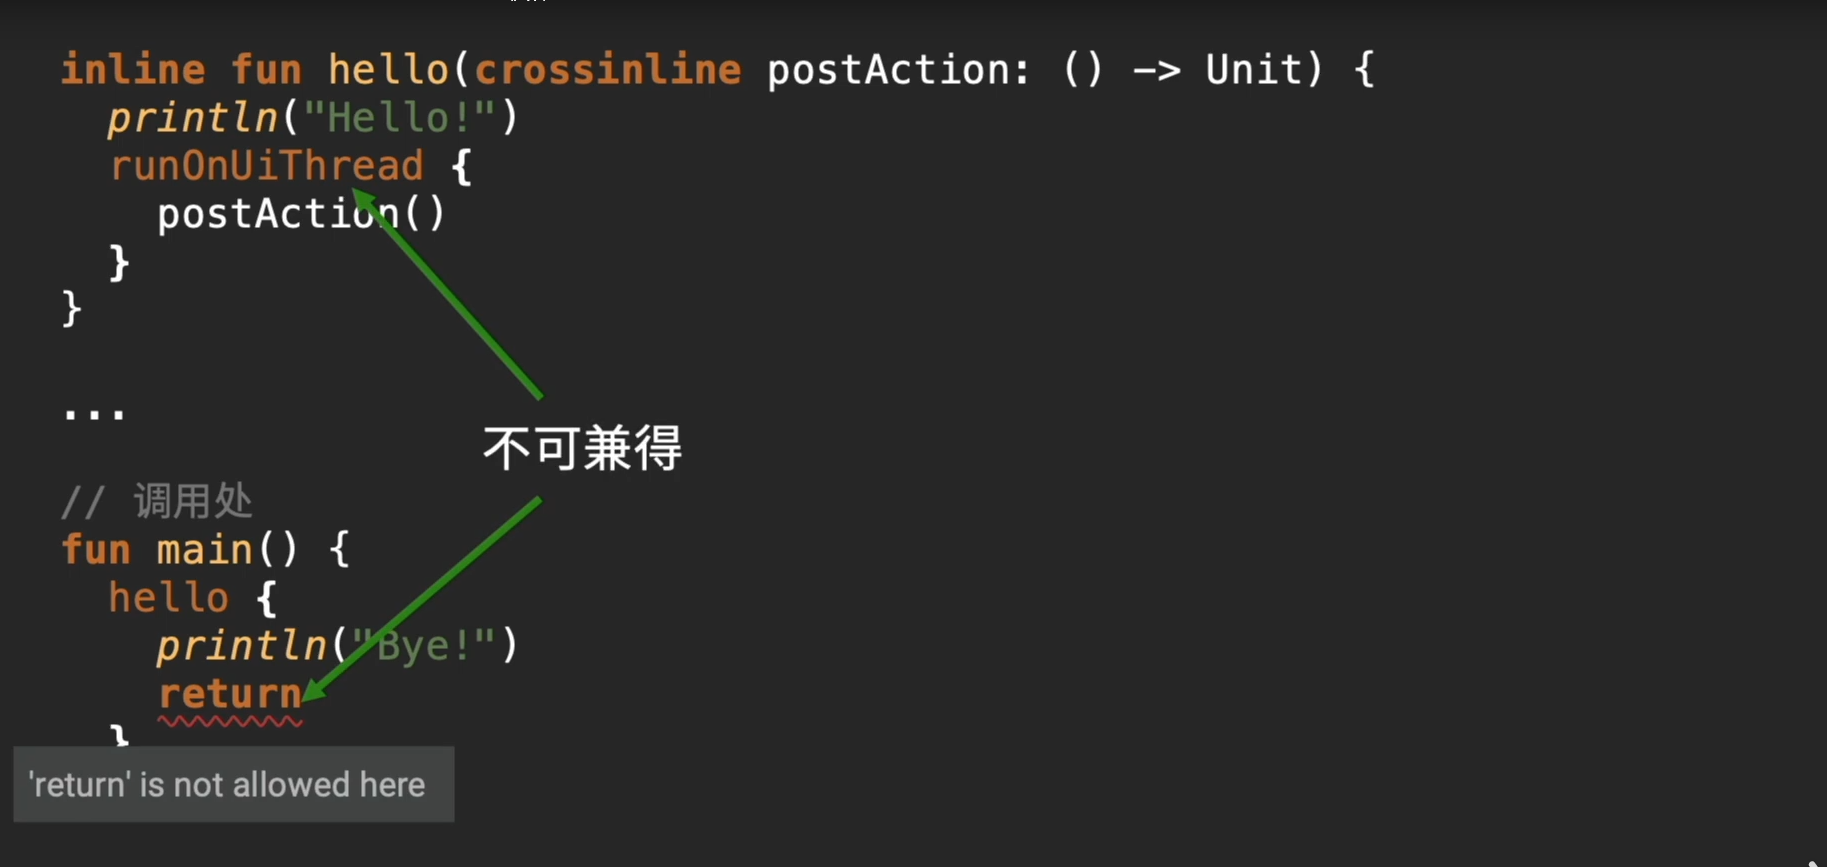 inline fun hello(crossinline postAction: () -> Unit) {
println("Hello!")
runOnUiThread {
postAction()
}
}
...
不可兼得
// 调用处
fun main() {
hello {
println("Bye!")
return
}
'return' is not allowed here